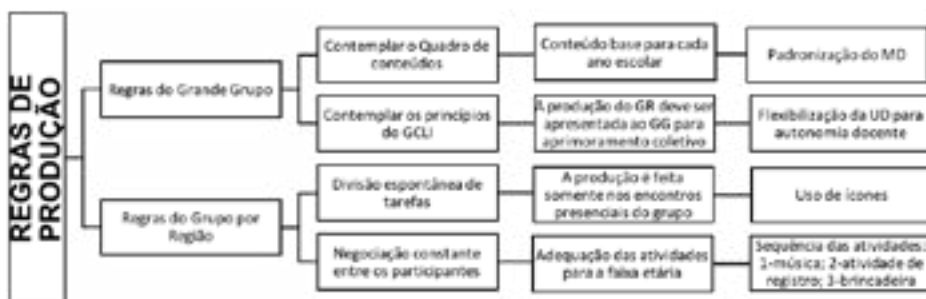 REGRAS DE
PRODUÇÃO
Regras do Grande Grupo
Contemplar o Quadro de
conteúdos
Conteúdo base para cada
ano escolar
Padronização do MD
Contemplar os princípios
do GCLI
A produção do GR deve ser
apresentada ao GG para
aprimoramento coletivo
Flexibilização da UD para
autonomia docente
Regras do Grupo por
Região
Divisão espontânea de
tarefas
A produção é feita
somente nos encontros
presenciais do grupo
Uso de ícones
Negociação constante
entre os participantes
Adequação das atividades
para a faixa etária
Sequência das atividades:
1-música; 2-atividade de
registro; 3-brincadeira